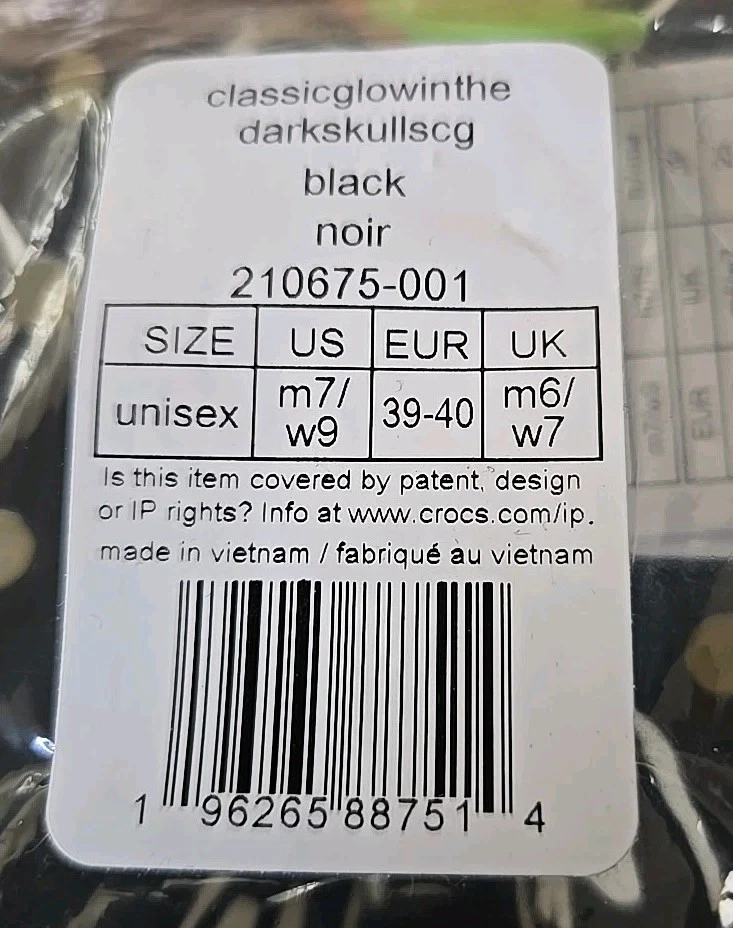 classicglowinthe
darkskullscg
black
noir
210675-001
SIZE US EUR UK
unisex m7/ w9 39-40 m6/ w7
Is this item covered by patent, design
or IP rights? Info at www.crocs.com/ip.
made in vietnam / fabriqué au vietnam
1 96265 88751 4